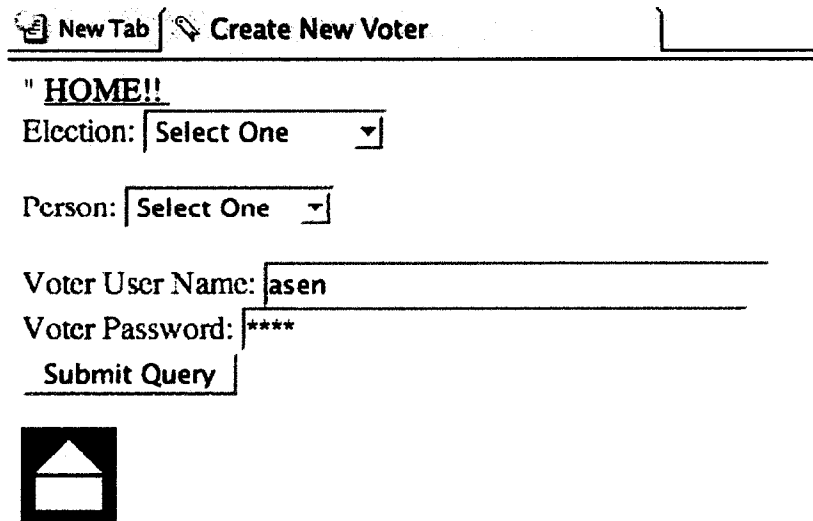 New Tab Create New Voter
" HOME!!
Election: Select One
Person: Select One
Voter User Name: asen
Voter Password: ****
Submit Query